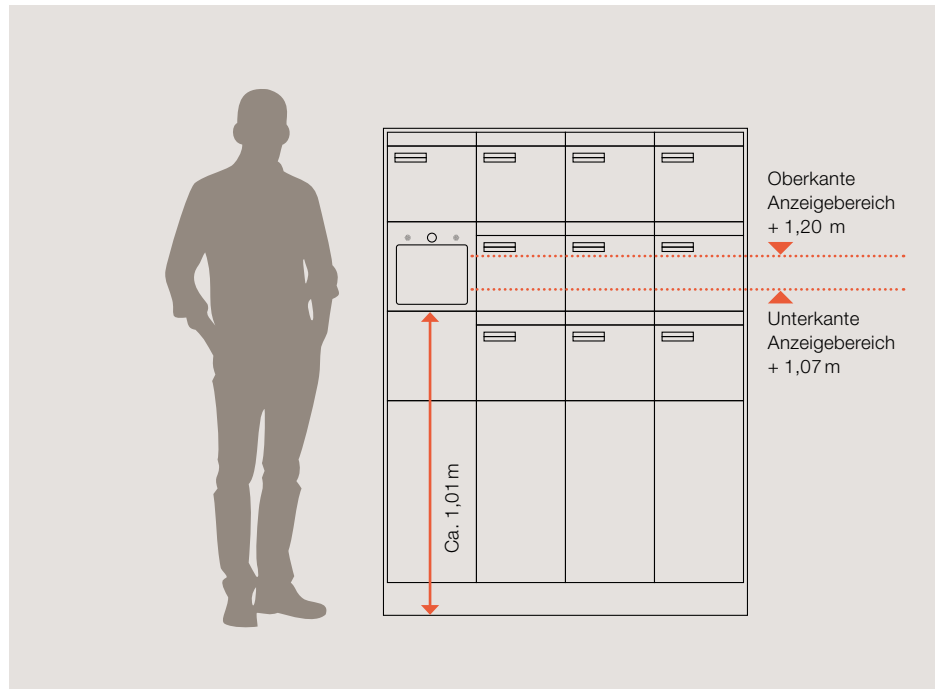 Oberkante
Anzeigebereich
+ 1,20 m
Unterkante
Anzeigebereich
+ 1,07 m
Ca. 1,01 m